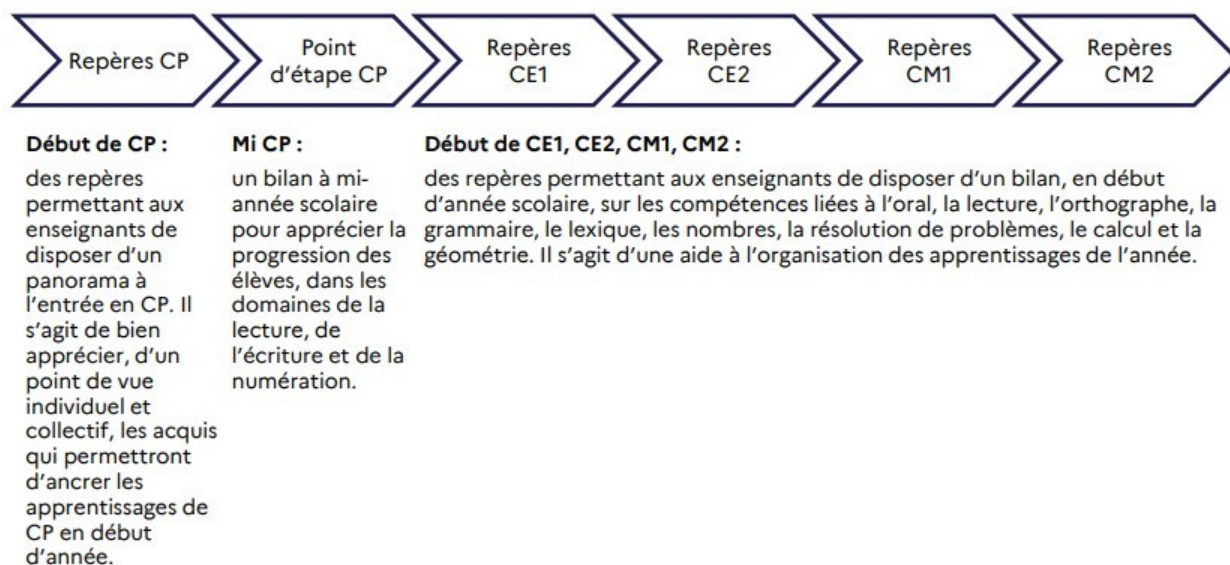 Repères CP
Point
d'étape CP
Repères
CE1
Repères
CE2
Repères
CM1
Repères
CM2
Début de CP :
des repères
permettant aux
enseignants de
disposer d'un
panorama à
l'entrée en CP. Il
s'agit de bien
apprécier, d'un
point de vue
individuel et
collectif, les acquis
qui permettront
d'ancrer les
apprentissages de
CP en début
d'année.
Mi CP :
un bilan à mi-
année scolaire
pour apprécier la
progression des
élèves, dans les
domaines de la
lecture, de
l'écriture et de la
numération.
Début de CE1, CE2, CM1, CM2 :
des repères permettant aux enseignants de disposer d'un bilan, en début
d'année scolaire, sur les compétences liées à l'oral, la lecture, l'orthographe, la
grammaire, le lexique, les nombres, la résolution de problèmes, le calcul et la
géométrie. Il s'agit d'une aide à l'organisation des apprentissages de l'année.